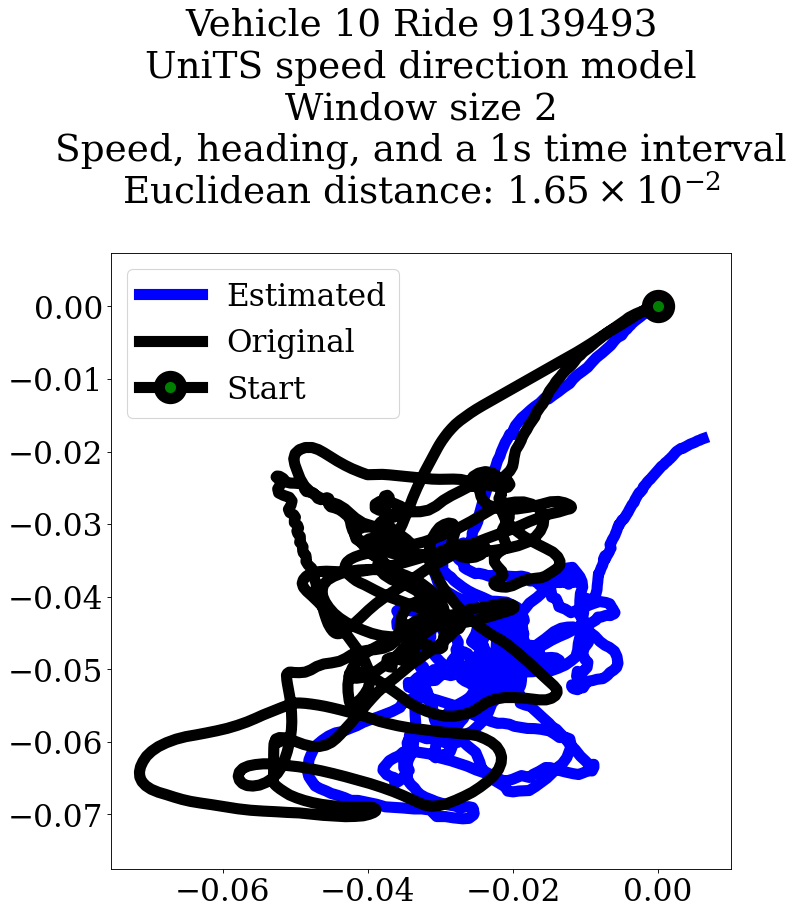 Vehicle 10 Ride 9139493
UniTS speed direction model
Window size 2
Speed, heading, and a 1s time interval
Euclidean distance: 1.65 × 10⁻²
Estimated
Original
Start
0.00
−0.01
−0.02
−0.03
−0.04
−0.05
−0.06
−0.07
−0.06 −0.04 −0.02 0.00